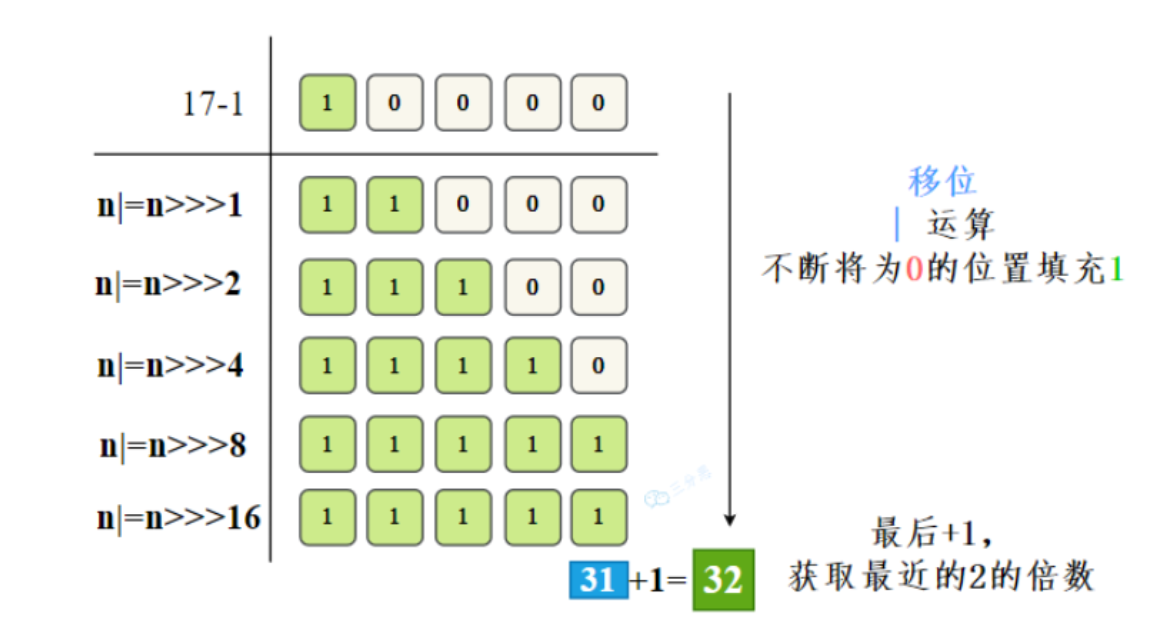 17-1 1 0 0 0 0
n|=n>>>1 1 1 0 0 0
n|=n>>>2 1 1 1 0 0
n|=n>>>4 1 1 1 1 0
n|=n>>>8 1 1 1 1 1
n|=n>>>16 1 1 1 1 1
31+1=32
移位
| 运算
不断将为0的位置填充1
三分恶
最后+1，
获取最近的2的倍数